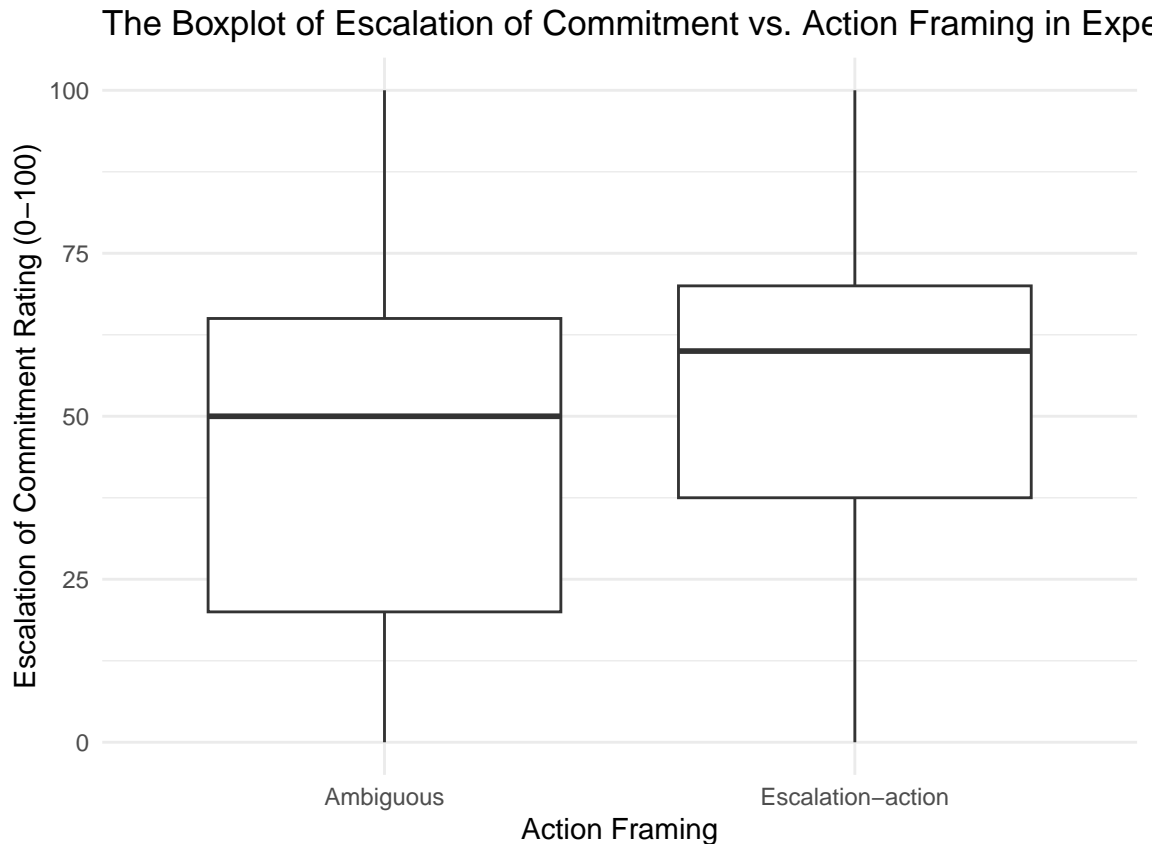 The Boxplot of Escalation of Commitment vs. Action Framing in Expe
Escalation of Commitment Rating (0−100)
100
75
50
25
0
Ambiguous
Escalation−action
Action Framing